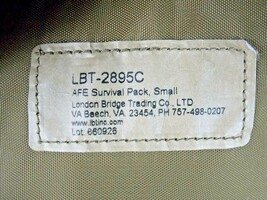 LBT-2895C
AFE Survival Pack, Small
London Bridge Trading Co., LTD
VA Beach, VA. 23454, PH 757-498-0207
www.lbtinc.com
Lot: 660926